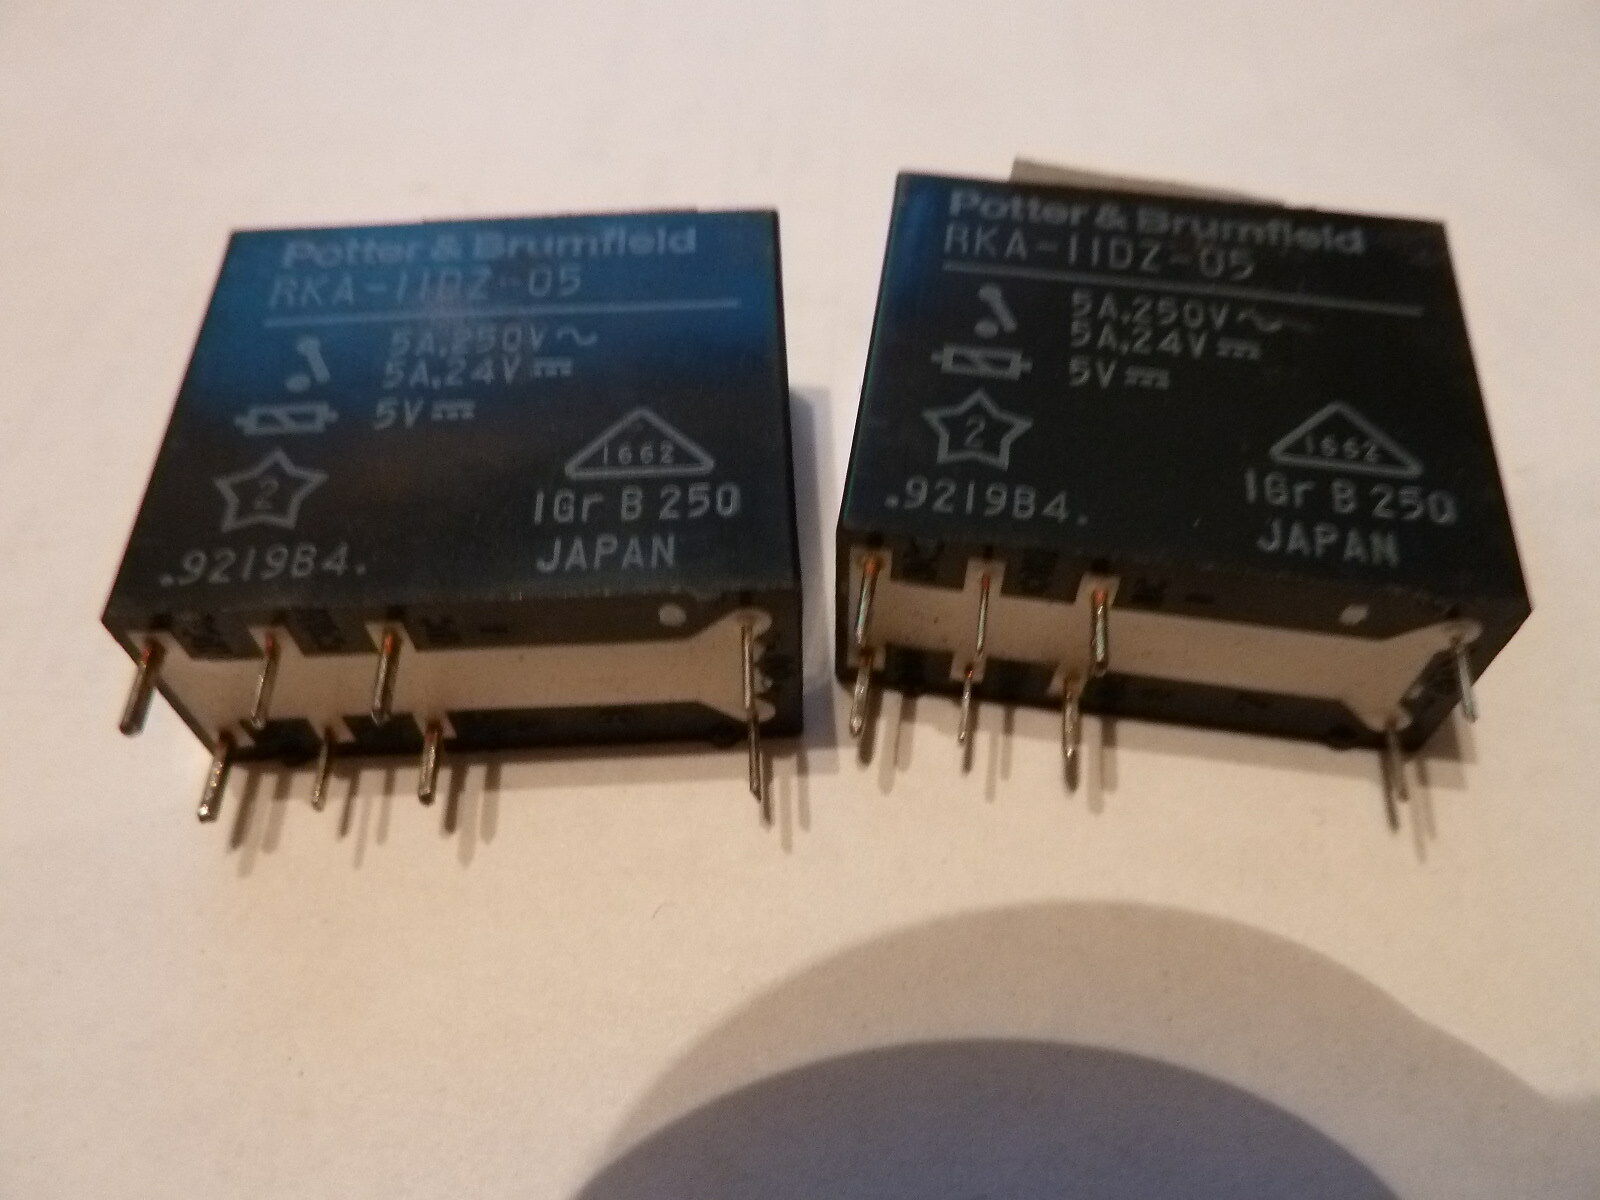 Potter & Brumfield
RKA-11DZ-05
5A,250V~
5A,24V
5V
2
1662
.9219B4.
IGr B 250
JAPAN
Potter & Brumfield
RKA-11DZ-05
5A,250V~
5A,24V
5V
2
1662
.9219B4.
IGr B 250
JAPAN